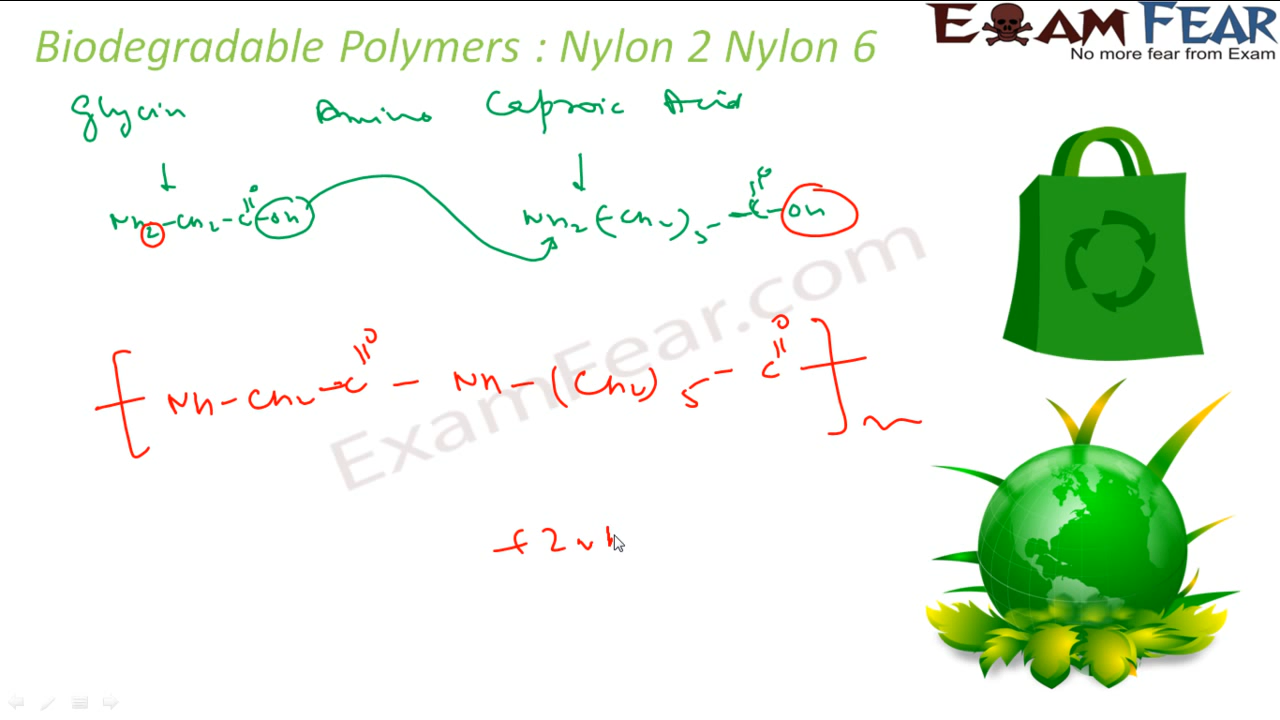 Biodegradable Polymers : Nylon 2 Nylon 6
EXAM FEAR
No more fear from Exam
Glycin Amino Caproic Acid
NH2-CH2-C-OH NH2(-CH2)5-C-OH
O O
O O
[NH-CH2-C-NH-(CH2)5-C]n
+2n
ExamFear.com